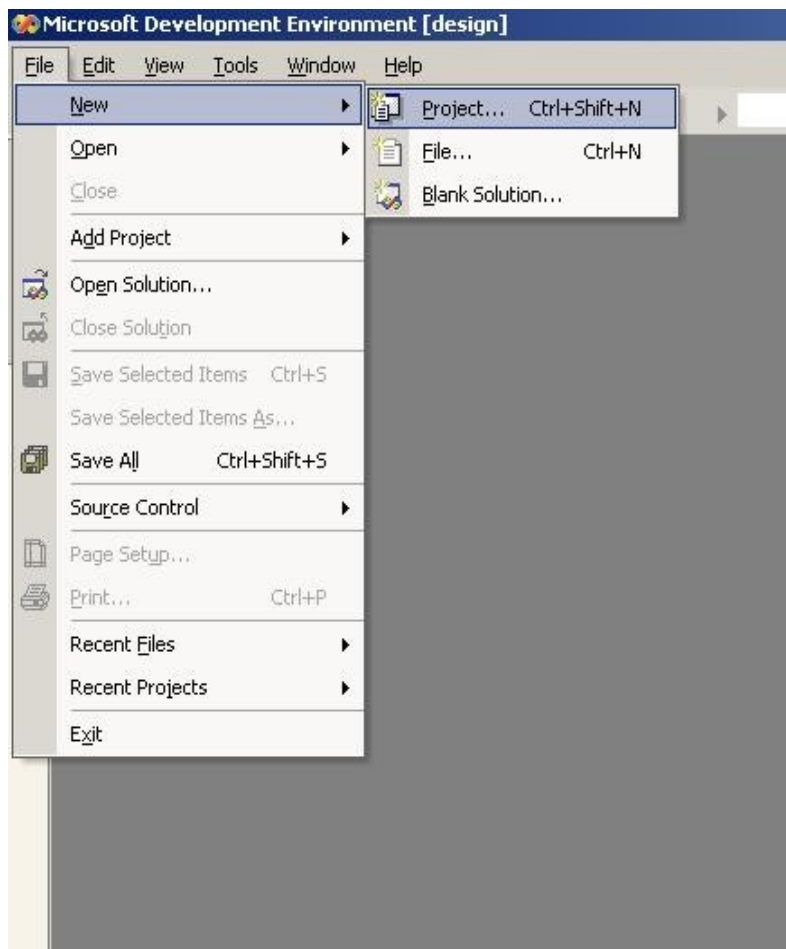 Microsoft Development Environment [design]
File Edit View Tools Window Help
New
Project... Ctrl+Shift+N
Open
File... Ctrl+N
Close
Blank Solution...
Add Project
Open Solution...
Close Solution
Save Selected Items Ctrl+S
Save Selected Items As...
Save All Ctrl+Shift+S
Source Control
Page Setup...
Print... Ctrl+P
Recent Files
Recent Projects
Exit